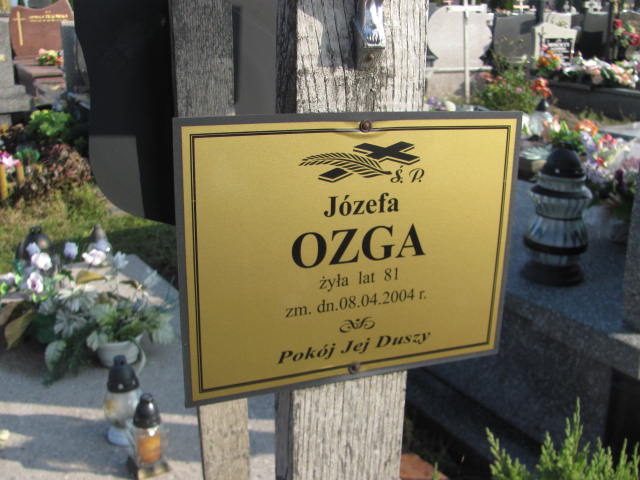 Ś. P.
Józefa
OZGA
żyła lat 81
zm. dn.08.04.2004 r.
Pokój Jej Duszy